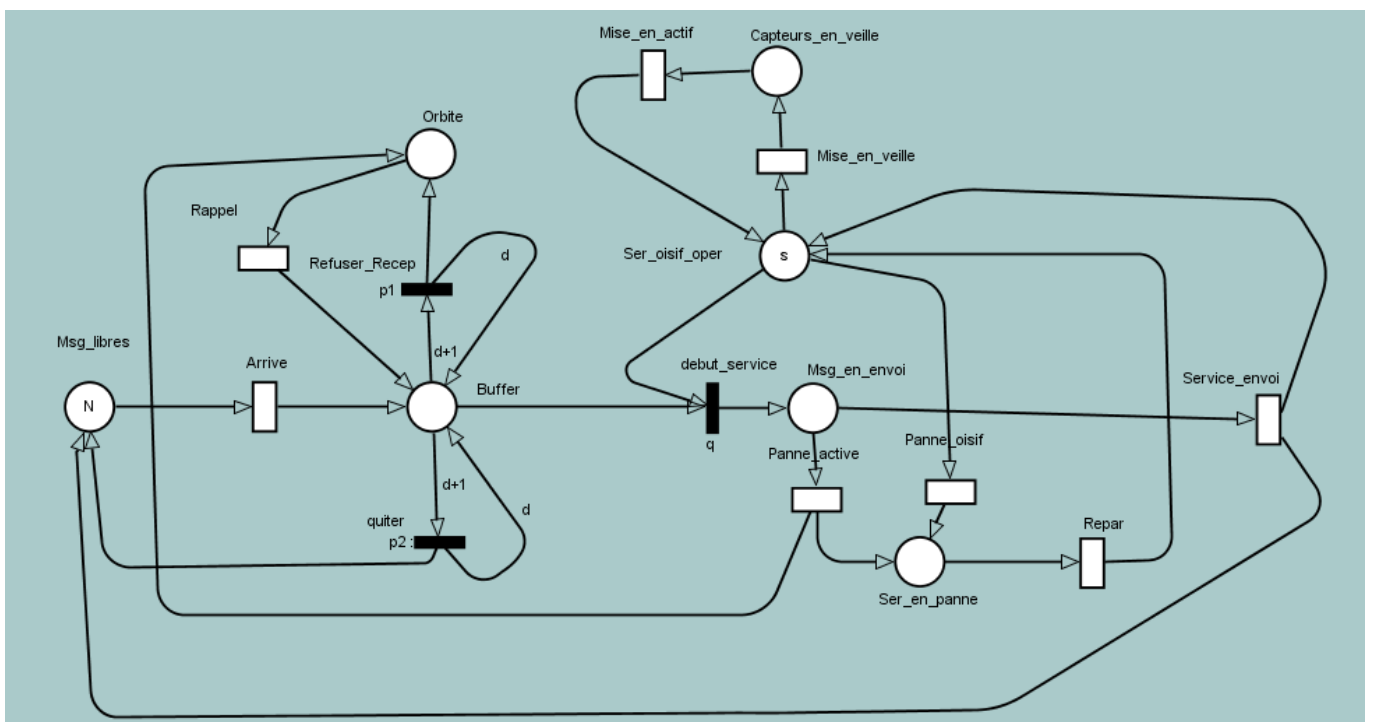 Mise_en_actif
Capteurs_en_veille
Orbite
Mise_en_veille
Rappel
Refuser_Recep
d
Ser_oisif_oper
s
p1
Msg_libres
d+1
Arrive
Buffer
debut_service
Msg_en_envoi
Service_envoi
N
q
Panne_active
Panne_oisif
d+1
d
quiter
p2 :
Repar
Ser_en_panne